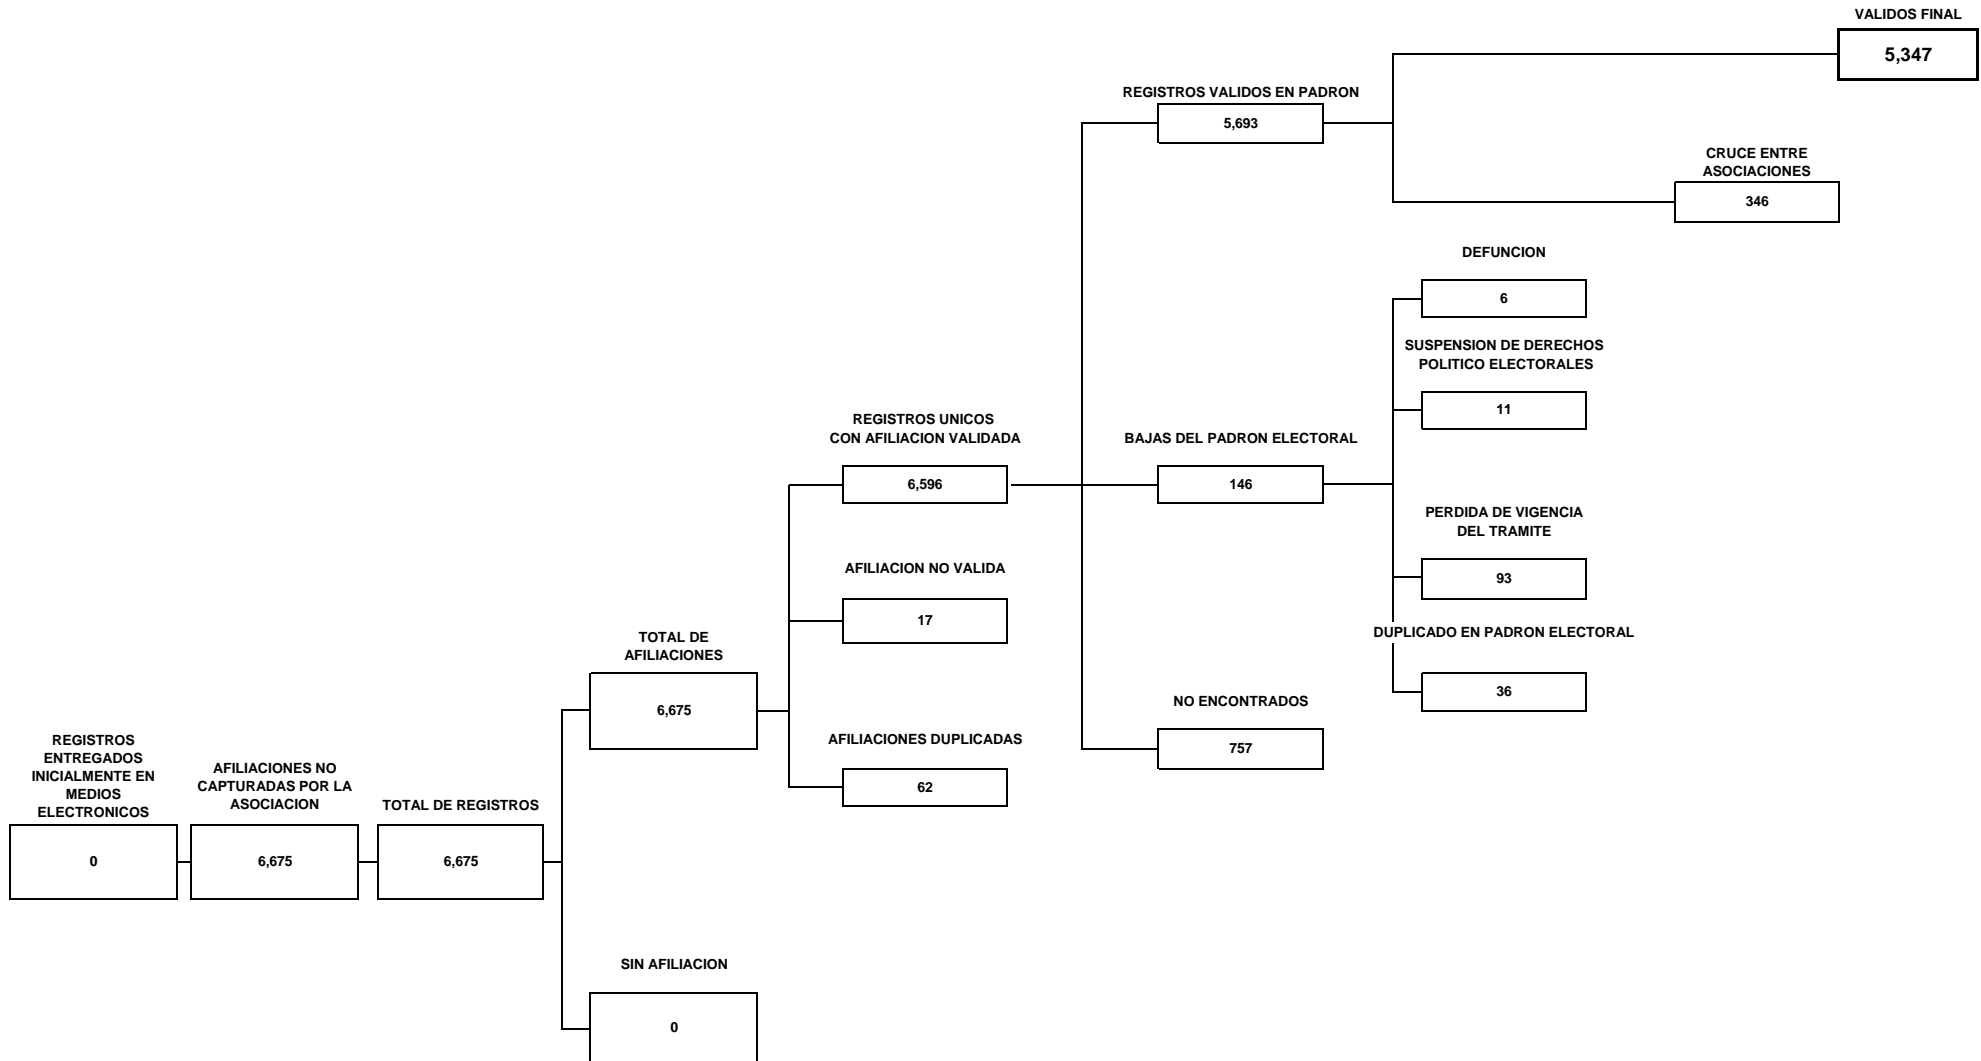 VALIDOS FINAL
5,347
REGISTROS VALIDOS EN PADRON
5,693
CRUCE ENTRE
ASOCIACIONES
346
DEFUNCION
6
SUSPENSION DE DERECHOS
POLITICO ELECTORALES
11
REGISTROS UNICOS
CON AFILIACION VALIDADA
6,596
BAJAS DEL PADRON ELECTORAL
146
PERDIDA DE VIGENCIA
DEL TRAMITE
93
AFILIACION NO VALIDA
17
DUPLICADO EN PADRON ELECTORAL
36
TOTAL DE
AFILIACIONES
6,675
NO ENCONTRADOS
757
AFILIACIONES DUPLICADAS
62
REGISTROS
ENTREGADOS
INICIALMENTE EN
MEDIOS
ELECTRONICOS
0
AFILIACIONES NO
CAPTURADAS POR LA
ASOCIACION
6,675
TOTAL DE REGISTROS
6,675
SIN AFILIACION
0